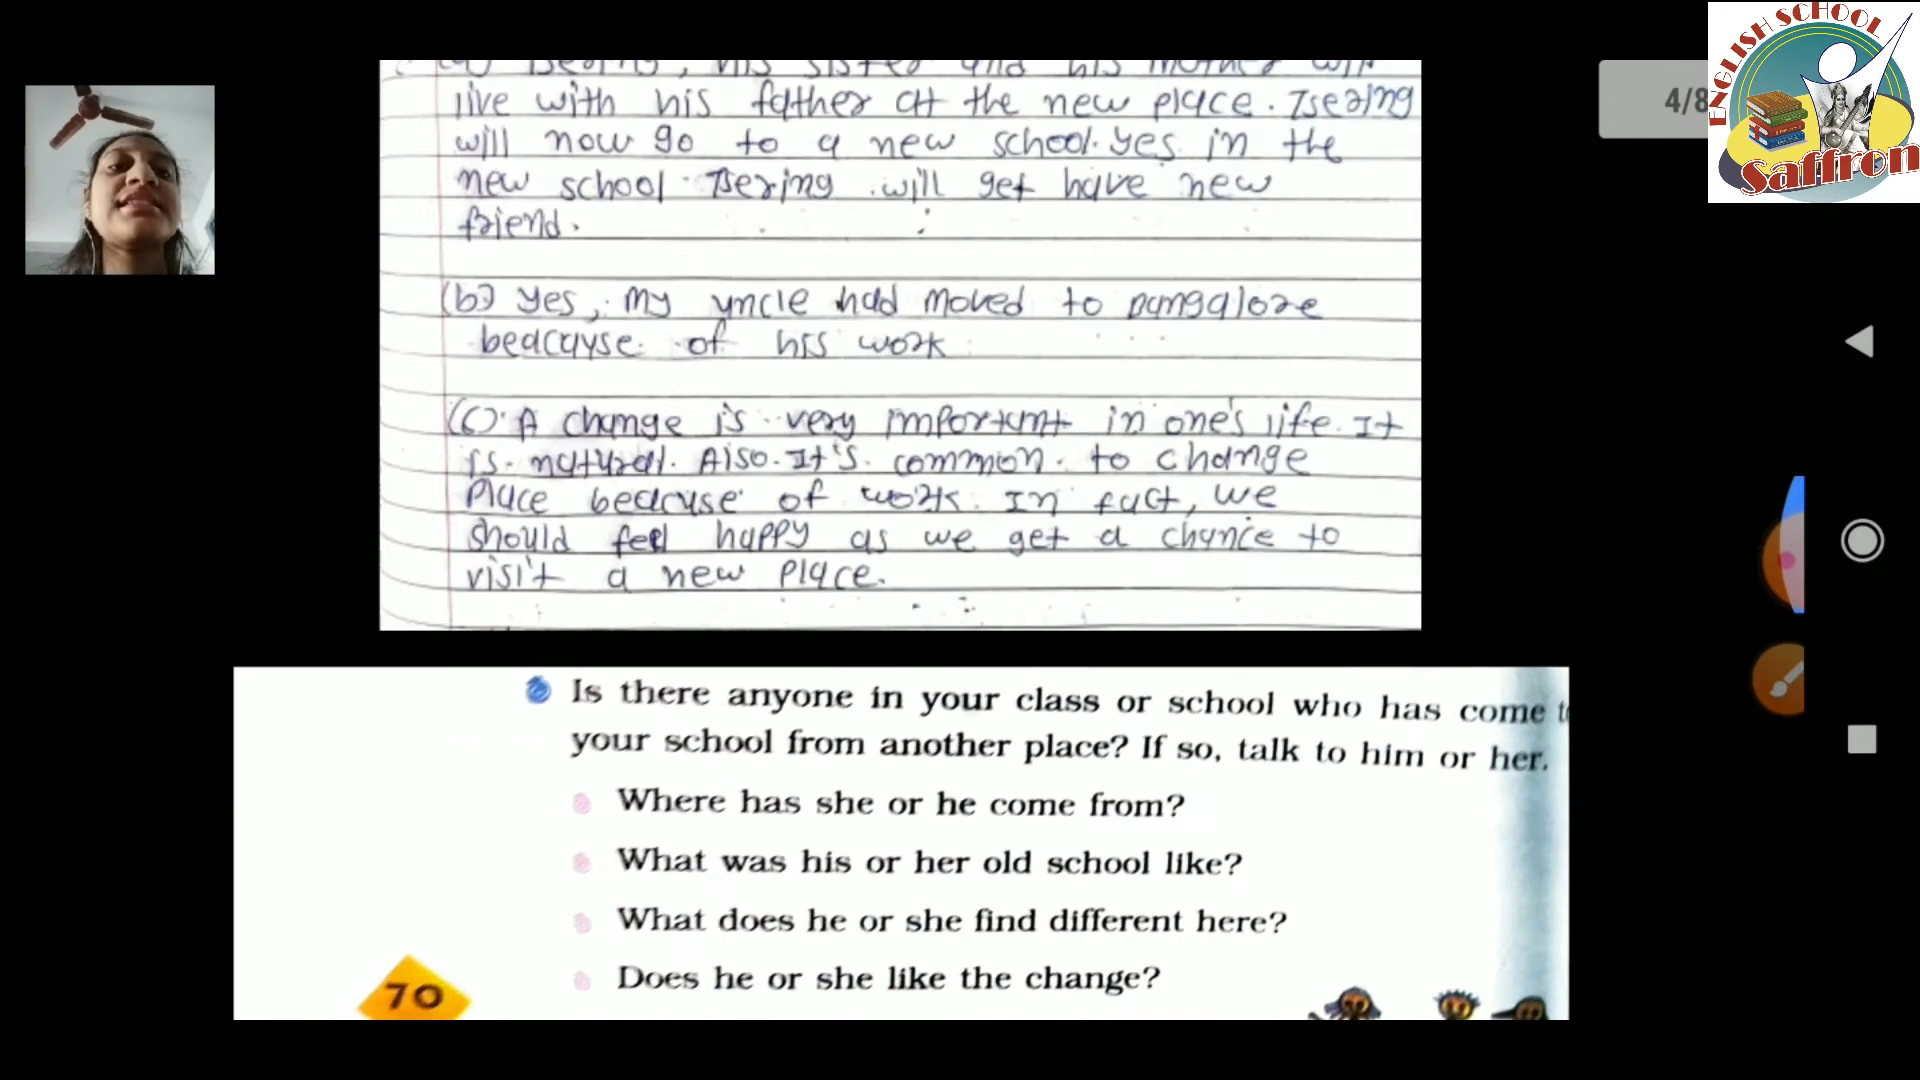 live with his father at the new place. Tsering
will now go to a new school. yes in the
new school Tsering will get have new
friend.
(b) yes, my uncle had moved to Bangalore
beacause of his work
(c) A change is very important in one's life. It
is natural. Also It's common to change
Place beacuse of work. In fact, we
should feel happy as we get a chance to
visit a new place.
Is there anyone in your class or school who has come
your school from another place? If so, talk to him or her.
Where has she or he come from?
What was his or her old school like?
What does he or she find different here?
Does he or she like the change?
70
4/8
ENGLISH SCHOOL
Saffron